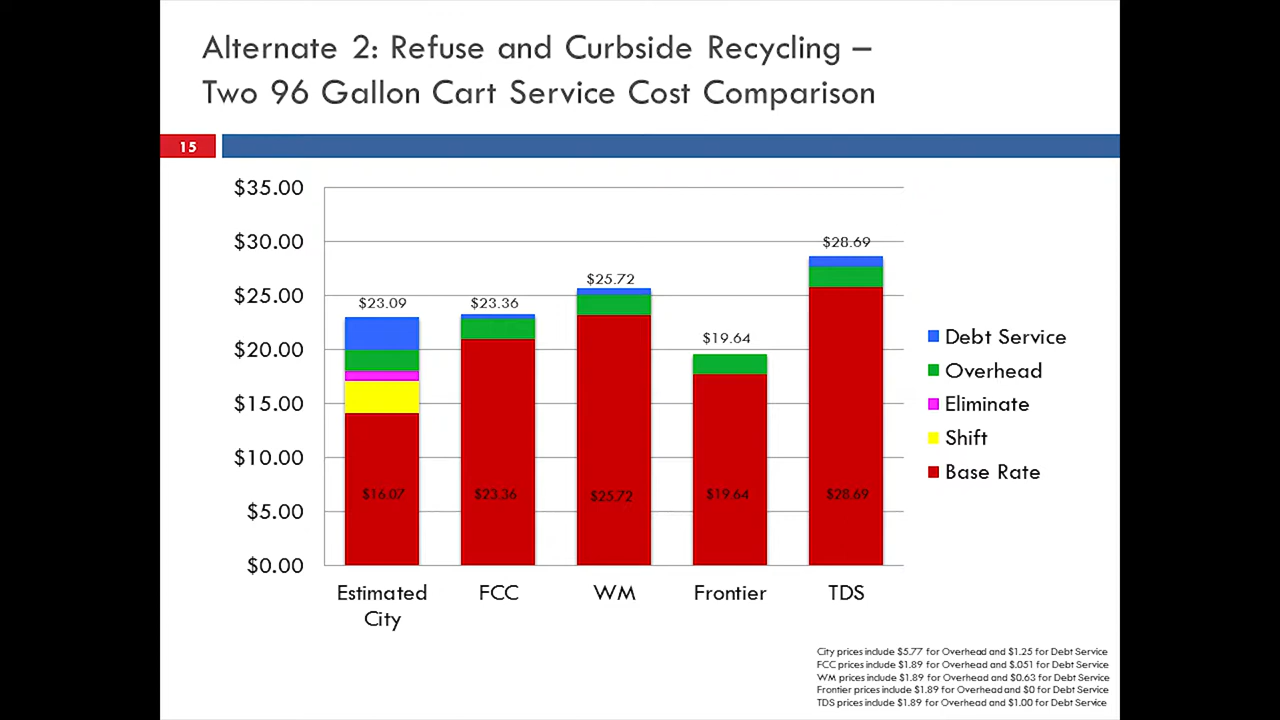 Alternate 2: Refuse and Curbside Recycling –
Two 96 Gallon Cart Service Cost Comparison
15
$35.00
$30.00
$25.00
$20.00
$15.00
$10.00
$5.00
$0.00
$23.09
$23.36
$25.72
$19.64
$28.69
$16.07
$23.36
$25.72
$19.64
$28.69
Estimated
City
FCC
WM
Frontier
TDS
Debt Service
Overhead
Eliminate
Shift
Base Rate
City prices include $5.77 for Overhead and $1.25 for Debt Service
FCC prices include $1.89 for Overhead and $.051 for Debt Service
WM prices include $1.89 for Overhead and $0.63 for Debt Service
Frontier prices include $1.89 for Overhead and $0 for Debt Service
TDS prices include $1.89 for Overhead and $1.00 for Debt Service